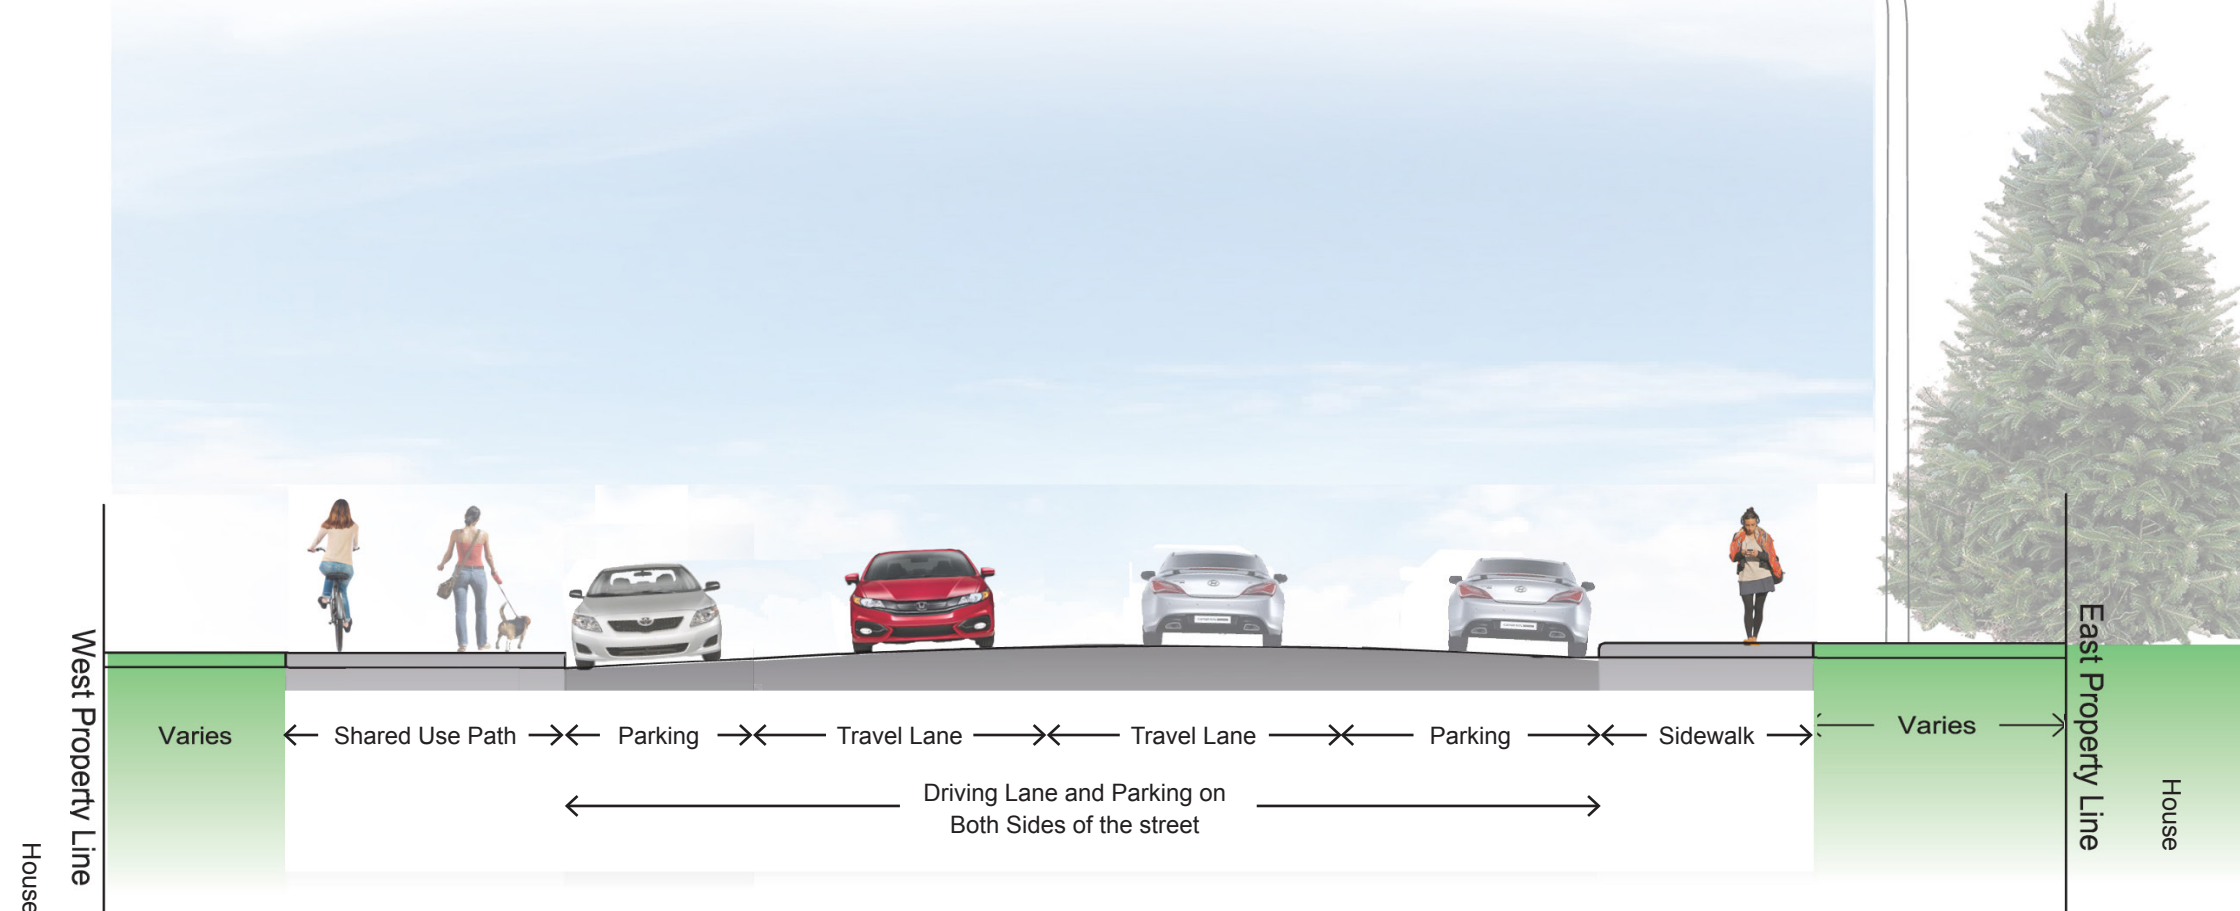 House
West Property Line
Varies
Shared Use Path
Parking
Travel Lane
Travel Lane
Parking
Sidewalk
Varies
East Property Line
House
Driving Lane and Parking on
Both Sides of the street